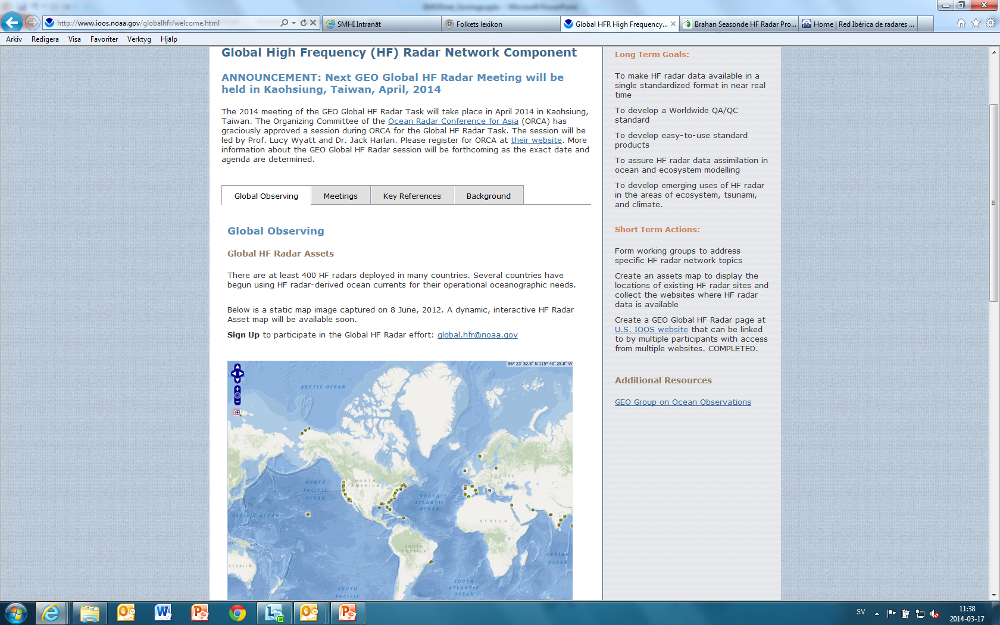 http://www.ioos.noaa.gov/globalhfr/welcome.html
SMHI Intranät
Folkets lexikon
Global HFR High Frequency...
Brahan Seasonde HF Radar Pro...
Home | Red Ibérica de radares ...
Arkiv Redigera Visa Favoriter Verktyg Hjälp
Global High Frequency (HF) Radar Network Component
ANNOUNCEMENT: Next GEO Global HF Radar Meeting will be
held in Kaohsiung, Taiwan, April, 2014
The 2014 meeting of the GEO Global HF Radar Task will take place in April 2014 in Kaohsiung,
Taiwan. The Organizing Committee of the Ocean Radar Conference for Asia (ORCA) has
graciously approved a session during ORCA for the Global HF Radar Task. The session will be
led by Prof. Lucy Wyatt and Dr. Jack Harlan. Please register for ORCA at their website. More
information about the GEO Global HF Radar session will be forthcoming as the exact date and
agenda are determined.
Global Observing Meetings Key References Background
Global Observing
Global HF Radar Assets
There are at least 400 HF radars deployed in many countries. Several countries have
begun using HF radar-derived ocean currents for their operational oceanographic needs.
Below is a static map image captured on 8 June, 2012. A dynamic, interactive HF Radar
Asset map will be available soon.
Sign Up to participate in the Global HF Radar effort: global.hfr@noaa.gov
56° 23' 52.8" N 115° 40' 25.8" W
ARCTIC OCEAN
NORTH
PACIFIC
OCEAN
NORTH
AMERICA
EUROPE
NORTH
ATLANTIC
OCEAN
PACIFIC OCEAN
AFRICA
SOUTH
AMERICA
INDIAN
OCEAN
STRALIA
SOUTH
ATLANTIC
OCEAN
SOUTH
PACIFIC
Long Term Goals:
To make HF radar data available in a
single standardized format in near real
time
To develop a Worldwide QA/QC
standard
To develop easy-to-use standard
products
To assure HF radar data assimilation in
ocean and ecosystem modelling
To develop emerging uses of HF radar
in the areas of ecosystem, tsunami,
and climate.
Short Term Actions:
Form working groups to address
specific HF radar network topics
Create an assets map to display the
locations of existing HF radar sites and
collect the websites where HF radar
data is available
Create a GEO Global HF Radar page at
U.S. IOOS website that can be linked
to by multiple participants with access
from multiple websites. COMPLETED.
Additional Resources
GEO Group on Ocean Observations
SV
11:38
2014-03-17